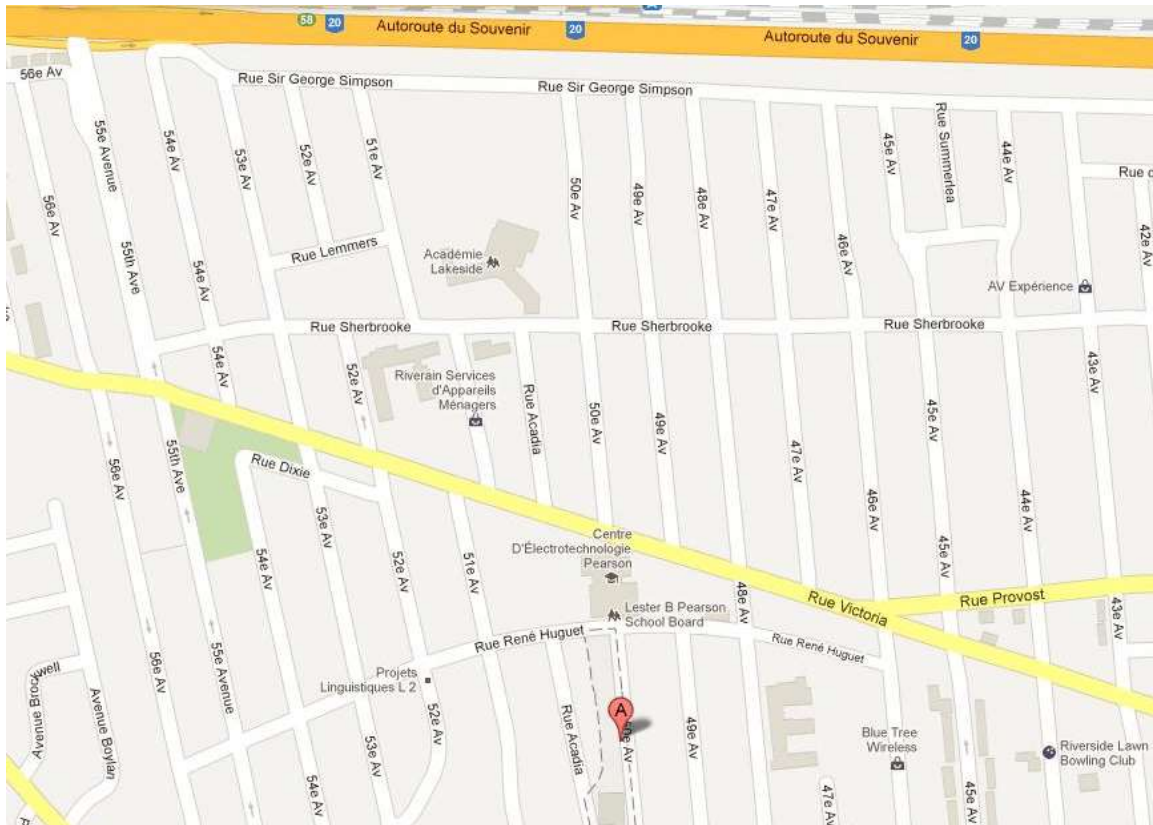 58
20
Autoroute du Souvenir
20
Autoroute du Souvenir
20
56e Av
Rue Sir George Simpson
Rue Sir George Simpson
55e Avenue
54e Av
53e Av
52e Av
51e Av
50e Av
49e Av
48e Av
47e Av
45e Av
Rue Summerlea
44e Av
Rue
56e Av
55th Ave
54e Av
Rue Lemmers
Académie
Lakeside
46e Av
42e Av
AV Expérience
Rue Sherbrooke
Rue Sherbrooke
Rue Sherbrooke
54e Av
52e Av
Riverain Services
d'Appareils
Ménagers
Rue Acadia
50e Av
49e Av
47e Av
45e Av
43e Av
56e Av
55th Ave
Rue Dixie
53e Av
54e Av
52e Av
51e Av
46e Av
44e Av
45e Av
Centre
D'Électrotechnologie
Pearson
Lester B Pearson
School Board
48e Av
Rue Victoria
Rue Provost
43e Av
Rue René Huguet
Rue René Huguet
Projets
Linguistiques L 2
56e Av
55e Avenue
Avenue Brockwell
Avenue Boylan
54e Av
53e Av
52e Av
Rue Acadia
A
50e Av
49e Av
47e Av
Blue Tree
Wireless
45e Av
Riverside Lawn
Bowling Club